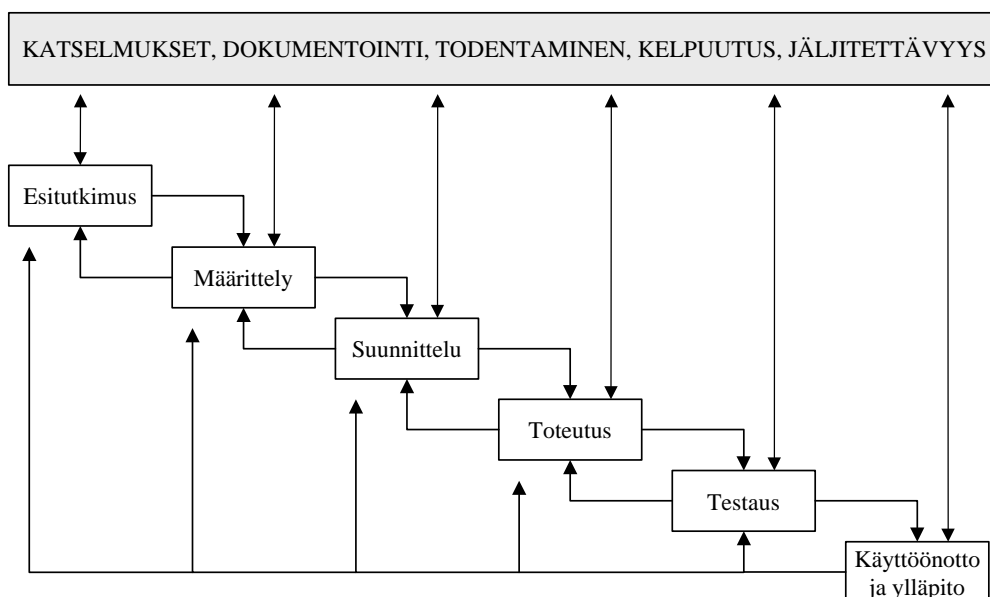 KATSELMUKSET, DOKUMENTOINTI, TODENTAMINEN, KELPUUTUS, JÄLJITETTÄVYYS
Esitutkimus
Määrittely
Suunnittelu
Toteutus
Testaus
Käyttöönotto
ja ylläpito